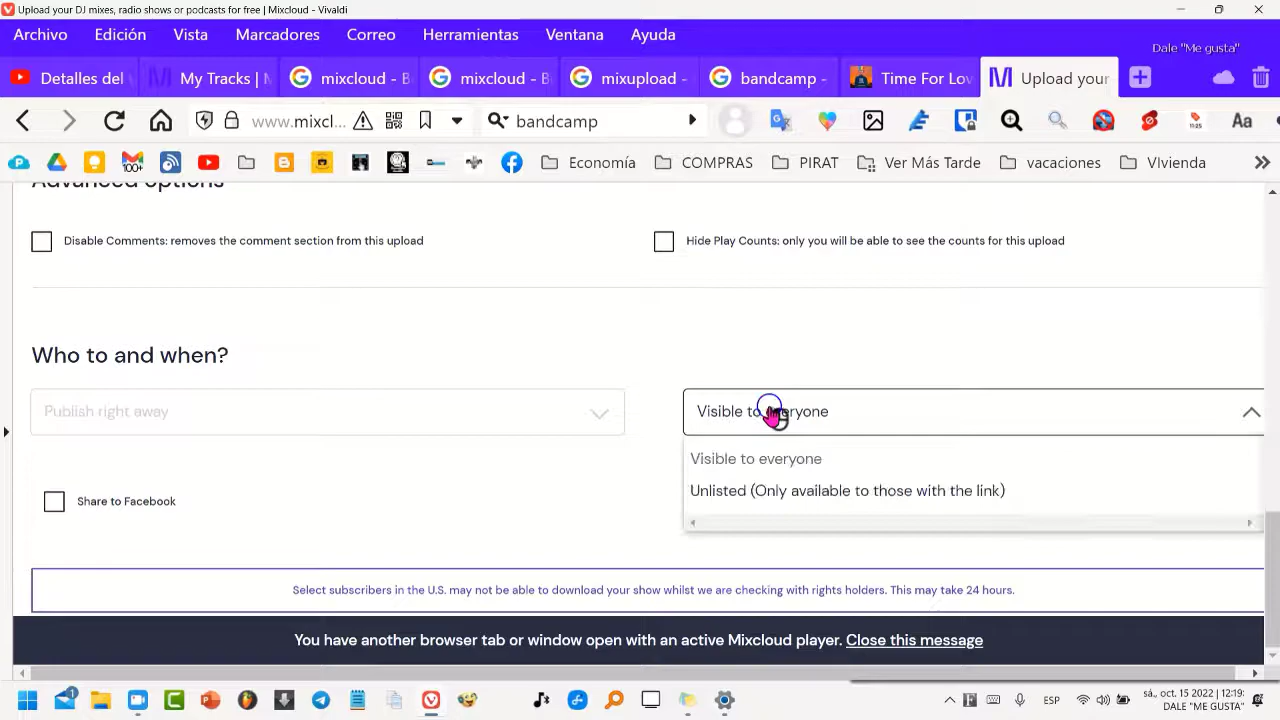 Upload your DJ mixes, radio shows or podcasts for free | Mixcloud - Vivaldi
Archivo Edición Vista Marcadores Correo Herramientas Ventana Ayuda
Dale "Me gusta"
Detalles del My Tracks | mixcloud - B mixcloud - B mixupload - bandcamp - Time For Lov Upload your
www.mixcl... bandcamp
Economía COMPRAS PIRAT Ver Más Tarde vacaciones VIvienda
Advanced options
Disable Comments: removes the comment section from this upload
Hide Play Counts: only you will be able to see the counts for this upload
Who to and when?
Publish right away
Visible to everyone
Visible to everyone
Unlisted (Only available to those with the link)
Share to Facebook
Select subscribers in the U.S. may not be able to download your show whilst we are checking with rights holders. This may take 24 hours.
You have another browser tab or window open with an active Mixcloud player. Close this message
ESP
sá., oct. 15 2022 | 12:19:
DALE "ME GUSTA"